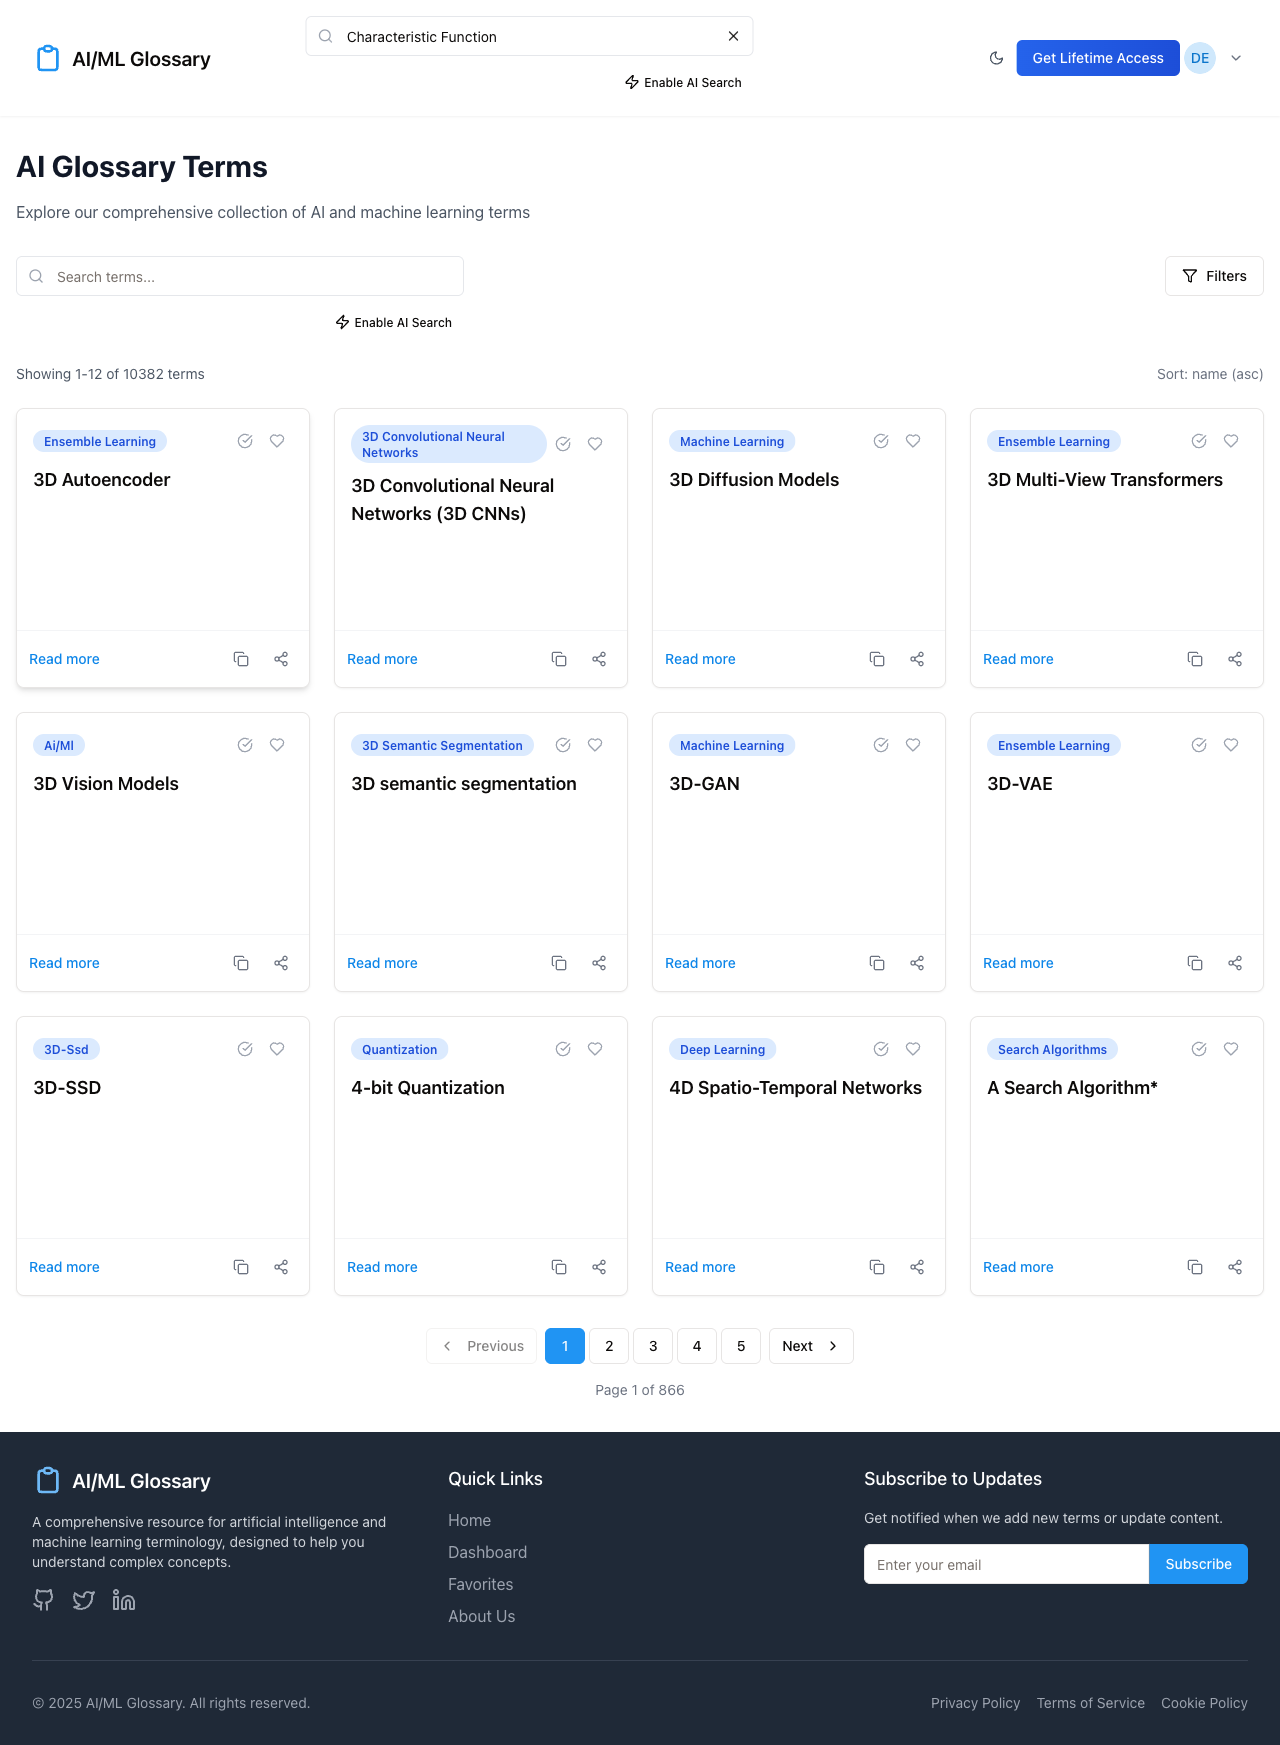 AI/ML Glossary
Characteristic Function
Enable AI Search
Get Lifetime Access
DE
AI Glossary Terms
Explore our comprehensive collection of AI and machine learning terms
Search terms...
Filters
Enable AI Search
Showing 1-12 of 10382 terms
Sort: name (asc)
Ensemble Learning
3D Autoencoder
Read more
3D Convolutional Neural
Networks
3D Convolutional Neural
Networks (3D CNNs)
Read more
Machine Learning
3D Diffusion Models
Read more
Ensemble Learning
3D Multi-View Transformers
Read more
Ai/Ml
3D Vision Models
Read more
3D Semantic Segmentation
3D semantic segmentation
Read more
Machine Learning
3D-GAN
Read more
Ensemble Learning
3D-VAE
Read more
3D-Ssd
3D-SSD
Read more
Quantization
4-bit Quantization
Read more
Deep Learning
4D Spatio-Temporal Networks
Read more
Search Algorithms
A Search Algorithm*
Read more
Previous 1 2 3 4 5 Next
Page 1 of 866
AI/ML Glossary
A comprehensive resource for artificial intelligence and
machine learning terminology, designed to help you
understand complex concepts.
Quick Links
Home
Dashboard
Favorites
About Us
Subscribe to Updates
Get notified when we add new terms or update content.
Enter your email
Subscribe
© 2025 AI/ML Glossary. All rights reserved.
Privacy Policy Terms of Service Cookie Policy